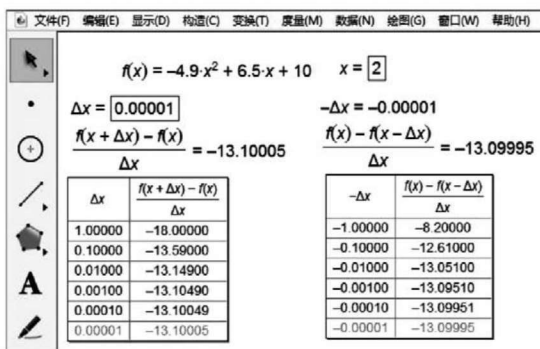 文件(F) 编辑(E) 显示(D) 构造(C) 变换(T) 度量(M) 数据(N) 绘图(G) 窗口(W) 帮助(H)
f(x) = –4.9·x² + 6.5·x + 10 x = 2
Δx = 0.00001 –Δx = –0.00001
f(x + Δx) – f(x) / Δx = –13.10005
f(x) – f(x – Δx) / Δx = –13.09995
Δx f(x + Δx) – f(x) / Δx
1.00000 –18.00000
0.10000 –13.59000
0.01000 –13.14900
0.00100 –13.10490
0.00010 –13.10049
0.00001 –13.10005
–Δx f(x) – f(x – Δx) / Δx
–1.00000 –8.20000
–0.10000 –12.61000
–0.01000 –13.05100
–0.00100 –13.09510
–0.00010 –13.09951
–0.00001 –13.09995
A